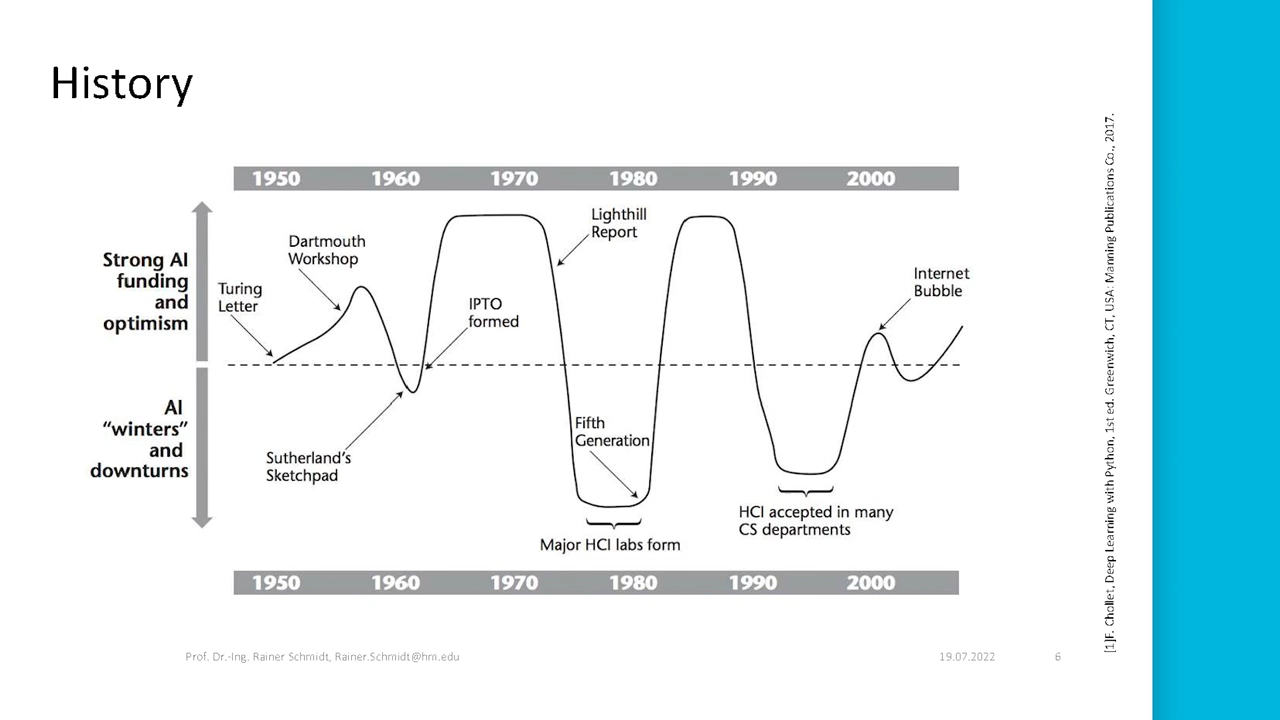 History
1950 1960 1970 1980 1990 2000
Strong AI
funding
and
optimism
AI
“winters”
and
downturns
Turing
Letter
Dartmouth
Workshop
Sutherland’s
Sketchpad
IPTO
formed
Lighthill
Report
Fifth
Generation
Major HCI labs form
HCI accepted in many
CS departments
Internet
Bubble
1950 1960 1970 1980 1990 2000
Prof. Dr.-Ing. Rainer Schmidt, Rainer.Schmidt@hm.edu
19.07.2022
6
[1]F. Chollet, Deep Learning with Python, 1st ed. Greenwich, CT, USA: Manning Publications Co., 2017.